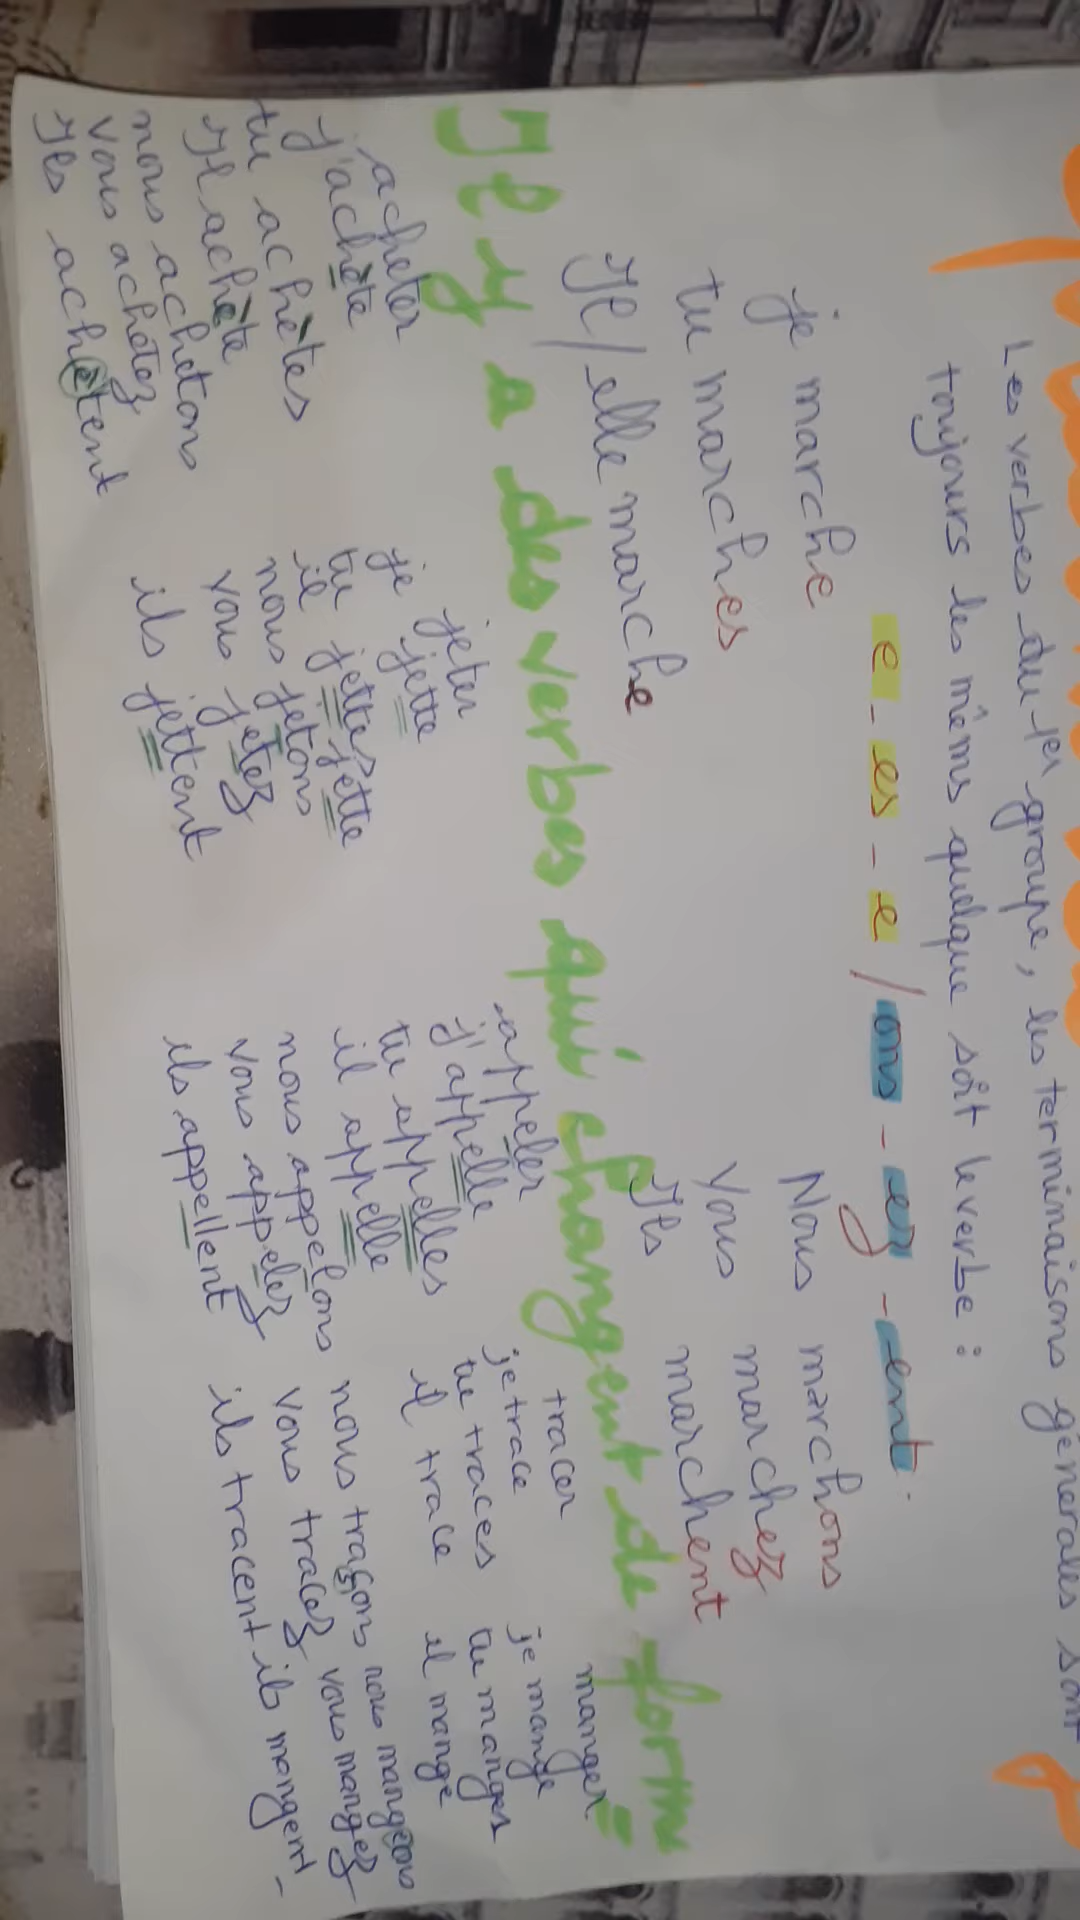 Les verbes du 1er groupe, les terminaisons générales sont
toujours les mêms quelque soit le verbe :
e - es - e / ons - ez - ent.
je marche
tu marches
Il / elle marche
Nous marchons
Vous marchez
Ils marchent
Il y a des verbes qui changent de forme
acheter
j'achète
tu achètes
Il achète
nous achetons
vous achetez
Iles achètent
jeter
je jette
tu jettes
il jette
nous jetons
vous jetez
ils jettent
appeler
j'appelle
tu appelles
il appelle
nous appelons
vous appelez
ils appellent
tracer
je trace
tu traces
il trace
nous traçons
vous tracez
ils tracent
manger
je mange
tu manges
il mange
nous mangeons
vous mangez
ils mangent